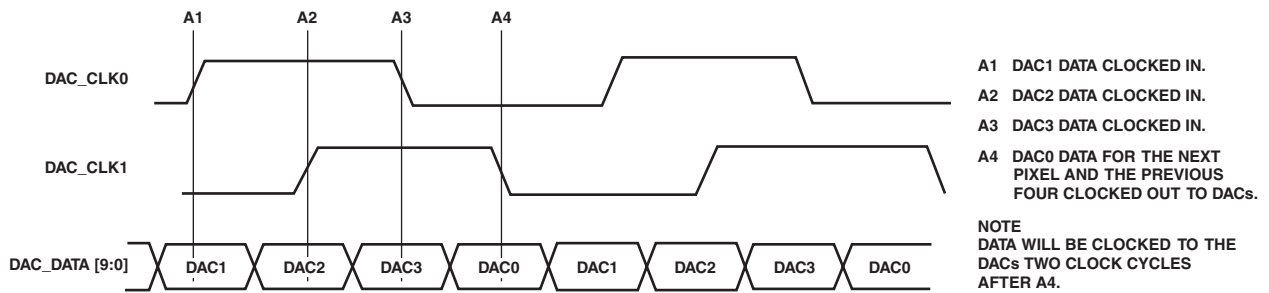 A1 A2 A3 A4
DAC_CLK0
DAC_CLK1
DAC_DATA [9:0] DAC1 DAC2 DAC3 DAC0 DAC1 DAC2 DAC3 DAC0
A1 DAC1 DATA CLOCKED IN.
A2 DAC2 DATA CLOCKED IN.
A3 DAC3 DATA CLOCKED IN.
A4 DAC0 DATA FOR THE NEXT
PIXEL AND THE PREVIOUS
FOUR CLOCKED OUT TO DACs.
NOTE
DATA WILL BE CLOCKED TO THE
DACs TWO CLOCK CYCLES
AFTER A4.